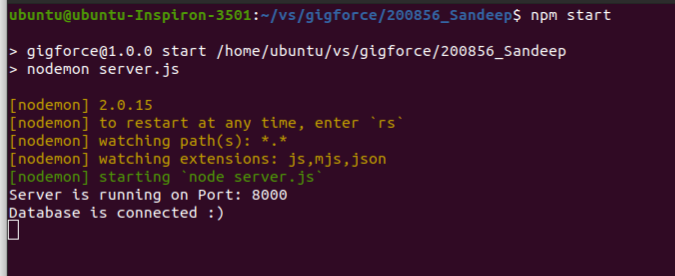 ubuntu@ubuntu-Inspiron-3501:~/vs/gigforce/200856_Sandeep$ npm start
> gigforce@1.0.0 start /home/ubuntu/vs/gigforce/200856_Sandeep
> nodemon server.js
[nodemon] 2.0.15
[nodemon] to restart at any time, enter `rs`
[nodemon] watching path(s): *.*
[nodemon] watching extensions: js,mjs,json
[nodemon] starting `node server.js`
Server is running on Port: 8000
Database is connected :)